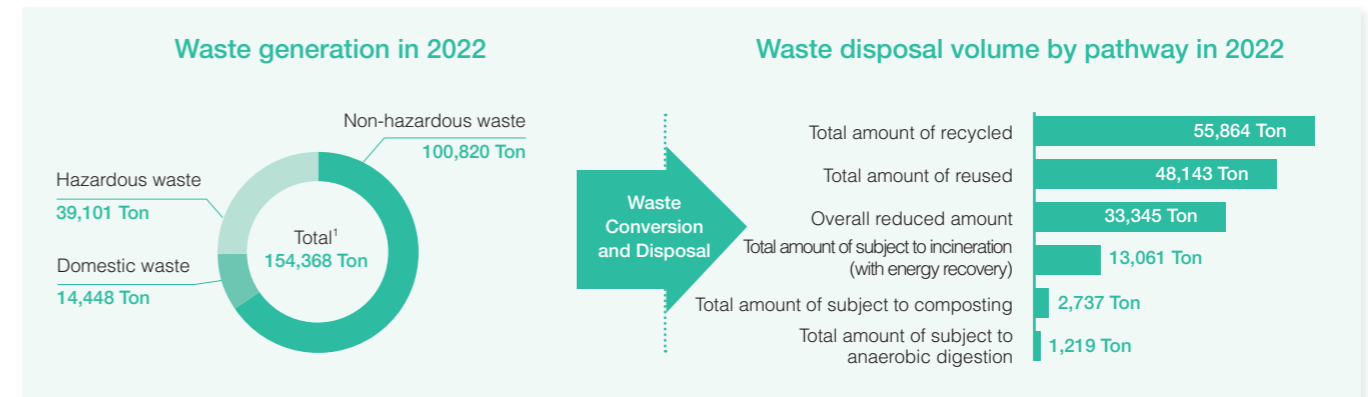 Waste generation in 2022
Non-hazardous waste
100,820 Ton
Hazardous waste
39,101 Ton
Domestic waste
14,448 Ton
Total¹
154,368 Ton
Waste
Conversion
and Disposal
Waste disposal volume by pathway in 2022
Total amount of recycled
55,864 Ton
Total amount of reused
48,143 Ton
Overall reduced amount
33,345 Ton
Total amount of subject to incineration
(with energy recovery)
13,061 Ton
Total amount of subject to composting
2,737 Ton
Total amount of subject to
anaerobic digestion
1,219 Ton